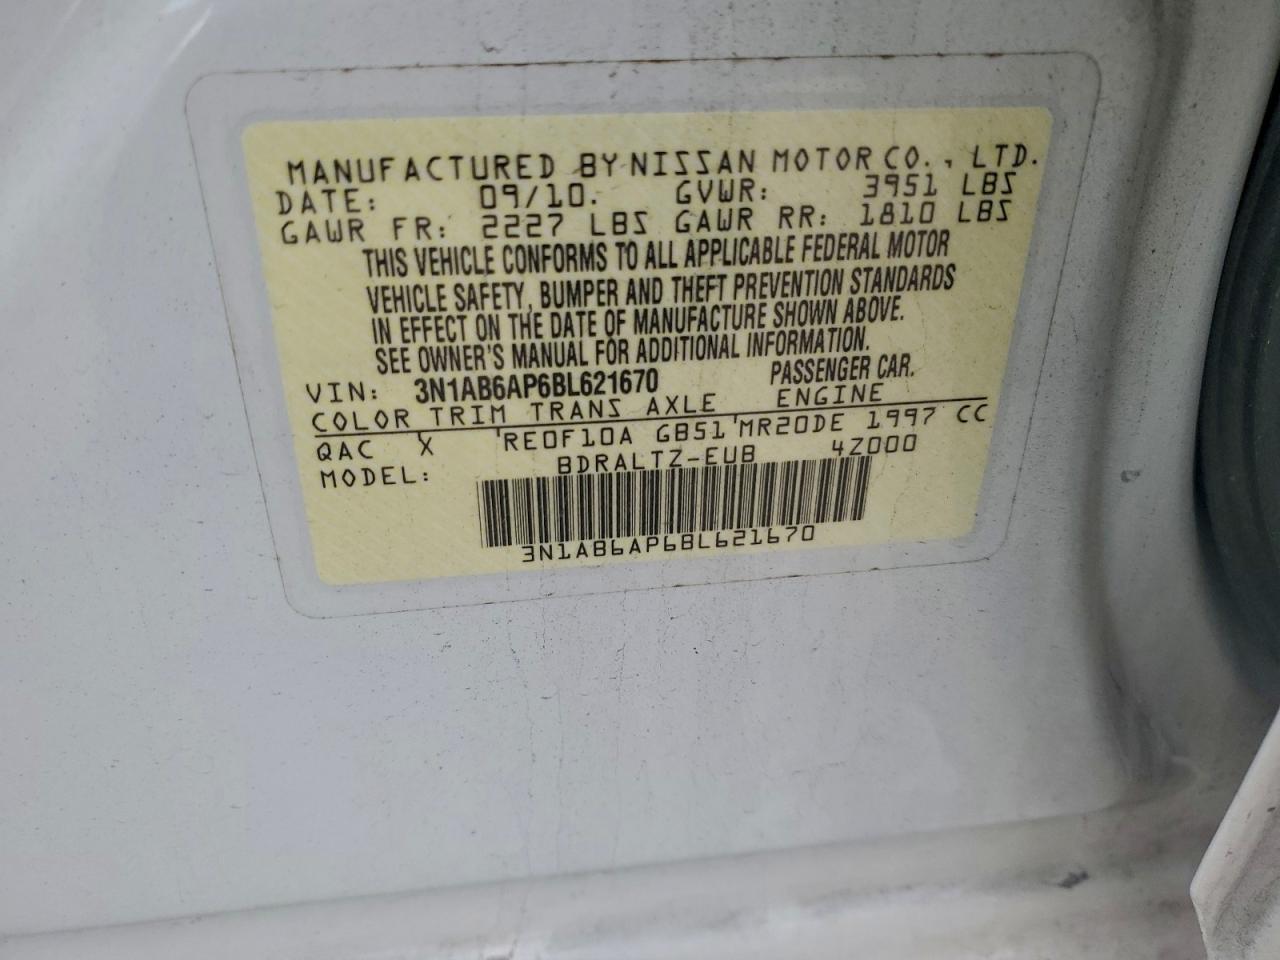 MANUFACTURED BY NISSAN MOTOR CO., LTD.
DATE: 09/10. GVWR: 3951 LBS
GAWR FR: 2227 LBS GAWR RR: 1810 LBS
THIS VEHICLE CONFORMS TO ALL APPLICABLE FEDERAL MOTOR
VEHICLE SAFETY, BUMPER AND THEFT PREVENTION STANDARDS
IN EFFECT ON THE DATE OF MANUFACTURE SHOWN ABOVE.
SEE OWNER'S MANUAL FOR ADDITIONAL INFORMATION.
VIN: 3N1AB6AP6BL621670 PASSENGER CAR.
COLOR TRIM TRANS AXLE ENGINE
QAC X 'RE0F10A GB51'MR20DE 1997 CC
MODEL: BDRALTZ-EUB 4Z000
3N1AB6AP6BL621670